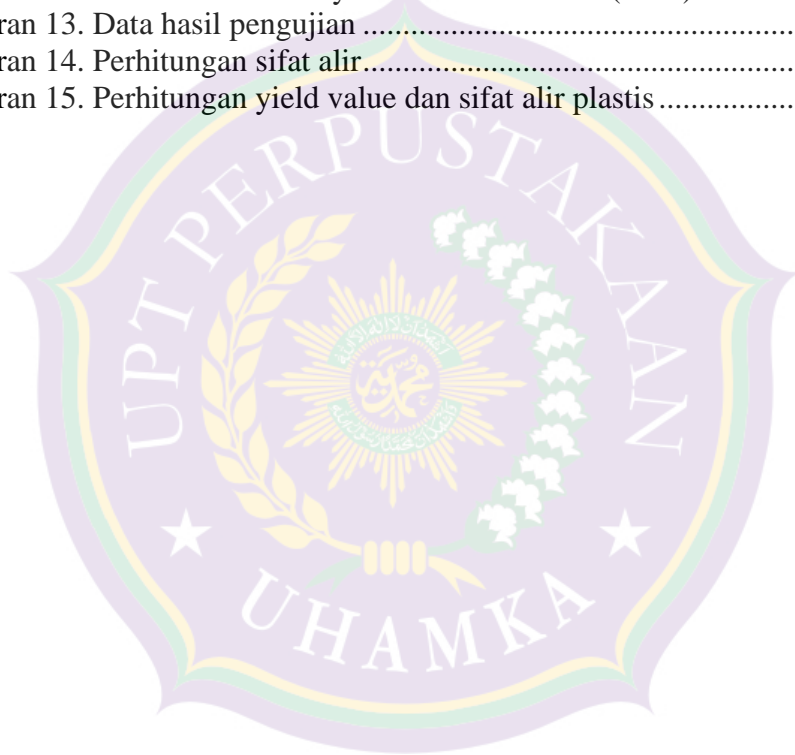 ran 13. Data hasil pengujian ....................................................
ran 14. Perhitungan sifat alir.....................................................
ran 15. Perhitungan yield value dan sifat alir plastis .................
UPT PERPUSTAKAAN
UHAMKA